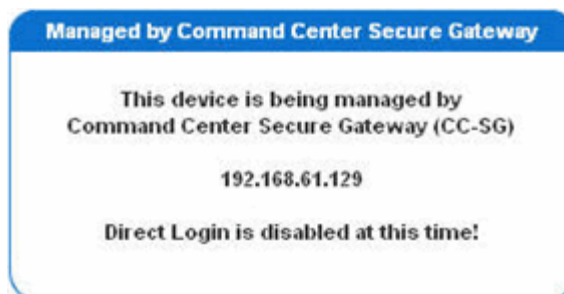 Managed by Command Center Secure Gateway
This device is being managed by
Command Center Secure Gateway (CC-SG)
192.168.61.129
Direct Login is disabled at this time!